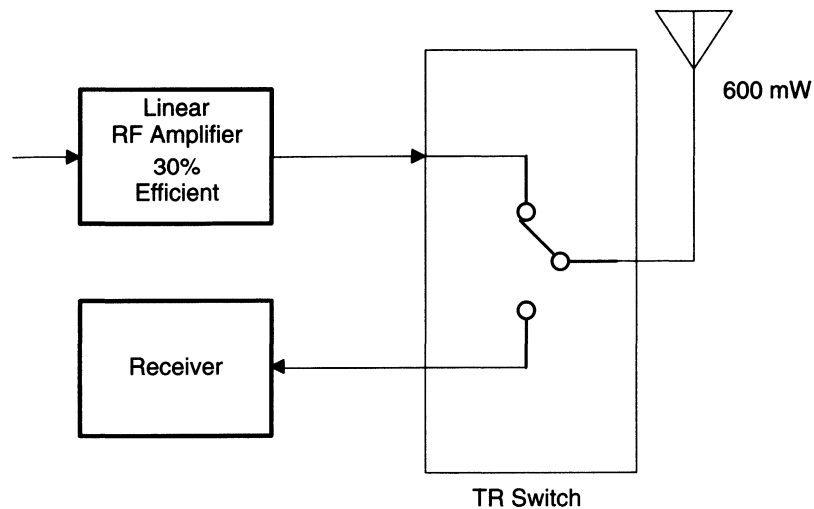 Linear
RF Amplifier
30%
Efficient
600 mW
Receiver
TR Switch